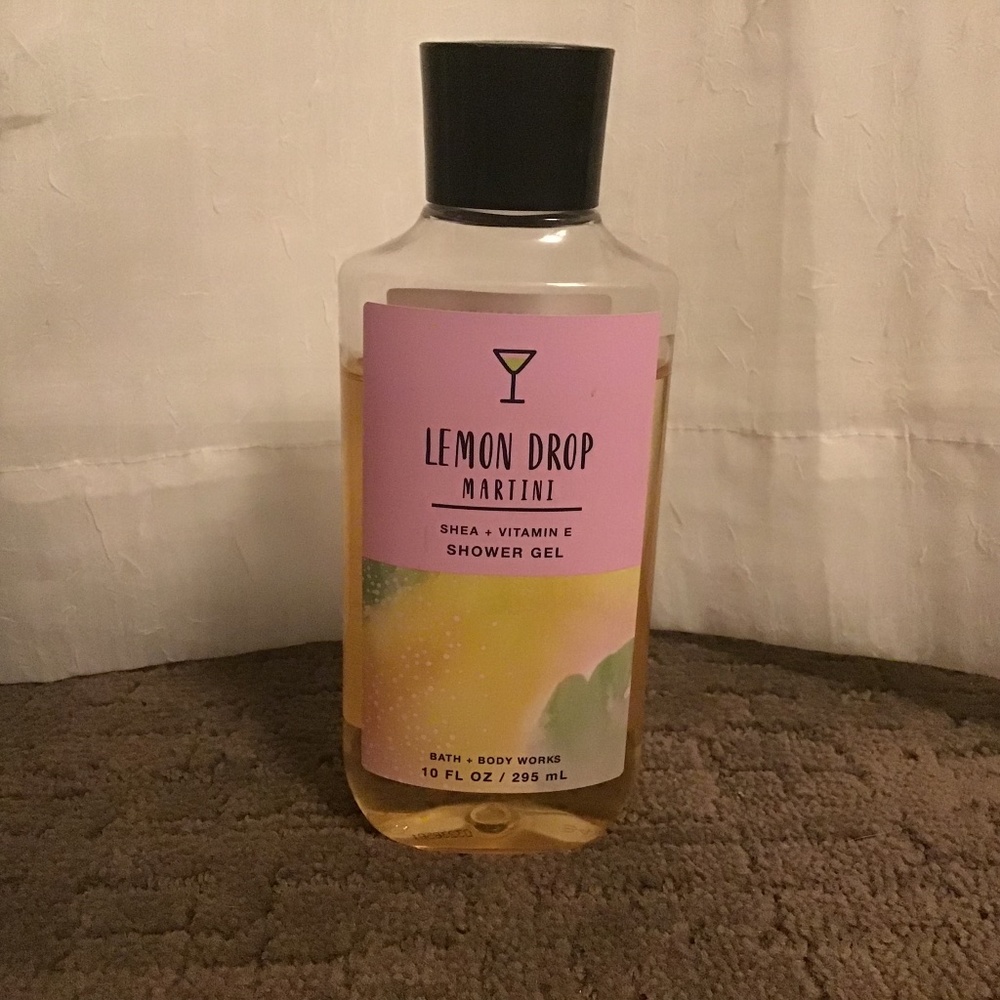 LEMON DROP
MARTINI
SHEA + VITAMIN E
SHOWER GEL
BATH + BODY WORKS
10 FL OZ / 295 mL